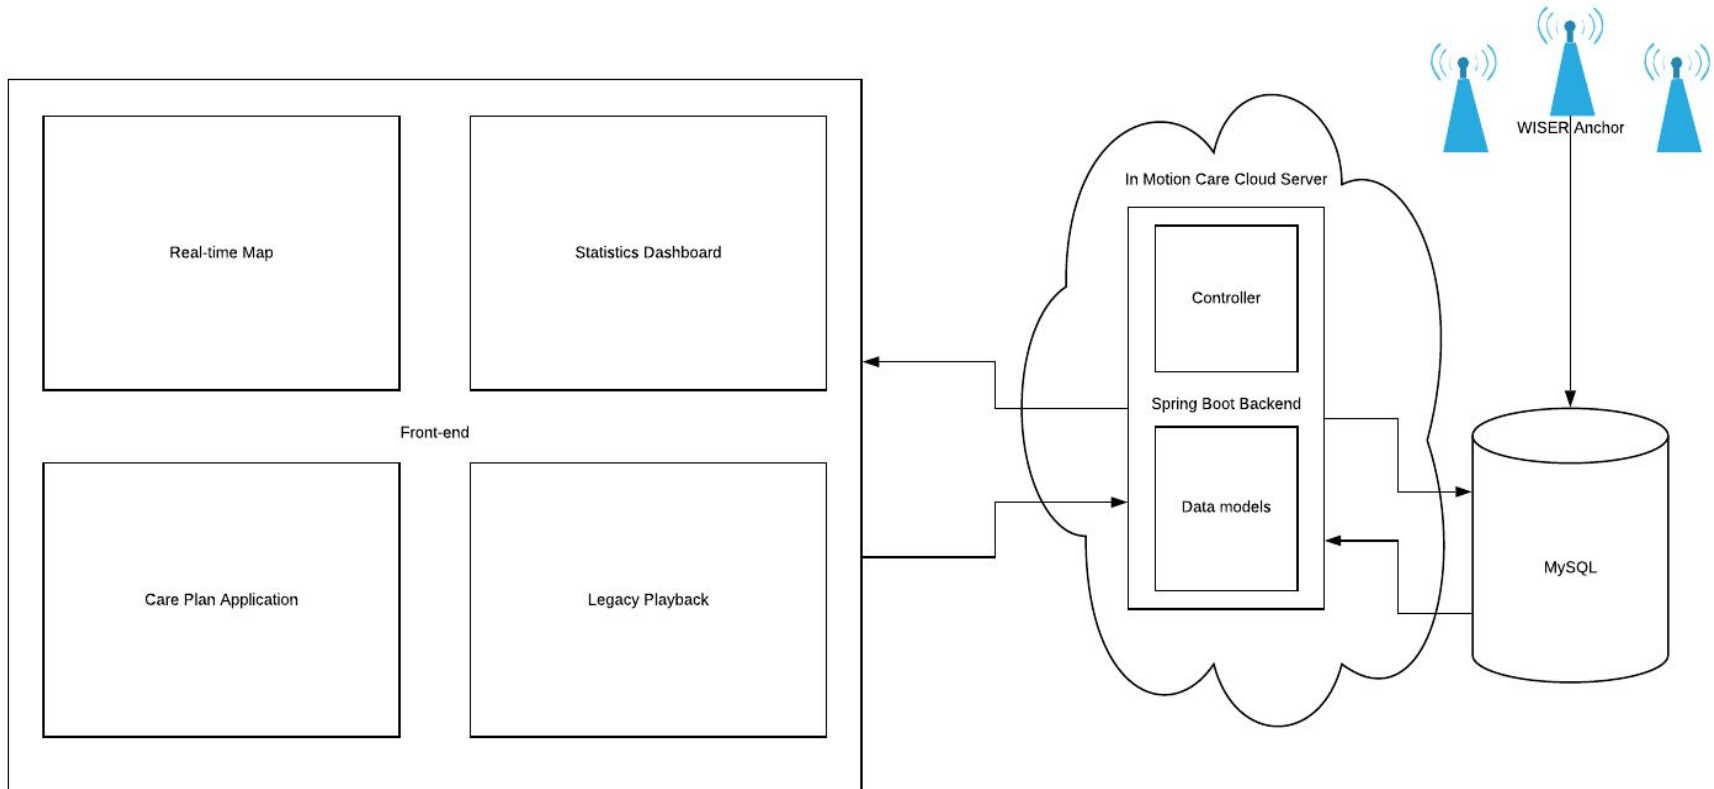 WISER Anchor
In Motion Care Cloud Server
Real-time Map
Statistics Dashboard
Controller
Spring Boot Backend
Front-end
Data models
MySQL
Care Plan Application
Legacy Playback